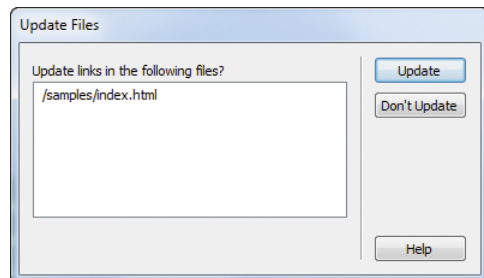 Update Files
Update links in the following files?
/samples/index.html
Update
Don't Update
Help